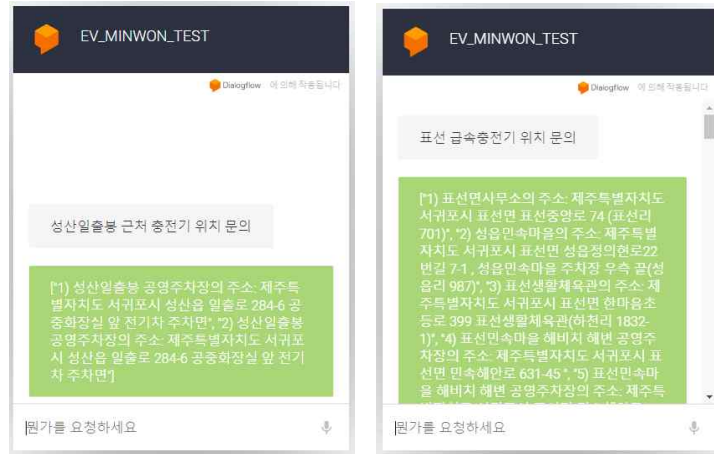 EV_MINWON_TEST
Dialogflow 에 의해 작동됩니다
성산일출봉 근처 충전기 위치 문의
["1) 성산일출봉 공영주차장의 주소: 제주특
별자치도 서귀포시 성산읍 일출로 284-6 공
중화장실 앞 전기차 주차면", "2) 성산일출봉
공영주차장의 주소: 제주특별자치도 서귀포
시 성산읍 일출로 284-6 공중화장실 앞 전기
차 주차면"]
뭔가를 요청하세요
EV_MINWON_TEST
Dialogflow 에 의해 작동됩니다
표선 급속충전기 위치 문의
["1) 표선면사무소의 주소: 제주특별자치도
서귀포시 표선면 표선중앙로 74 (표선리
701)", "2) 성읍민속마을의 주소: 제주특별
자치도 서귀포시 표선면 성읍정의현로22
번길 7-1 , 성읍민속마을 주차장 우측 끝(성
읍리 987)", "3) 표선생활체육관의 주소: 제
주특별자치도 서귀포시 표선면 한마음초
등로 399 표선생활체육관(하천리 1832-
1)", "4) 표선민속마을 해비치 해변 공영주
차장의 주소: 제주특별자치도 서귀포시 표
선면 민속해안로 631-45 ", "5) 표선민속마
을 해비치 해변 공영주차장의 주소: 제주특
뭔가를 요청하세요